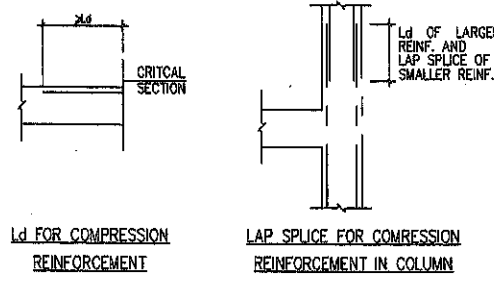 ≥Ld
CRITCAL
SECTION
Ld OF LARGER
REINF. AND
LAP SPLICE OF
SMALLER REINF.
Ld FOR COMPRESSION
REINFORCEMENT
LAP SPLICE FOR COMRESSION
REINFORCEMENT IN COLUMN